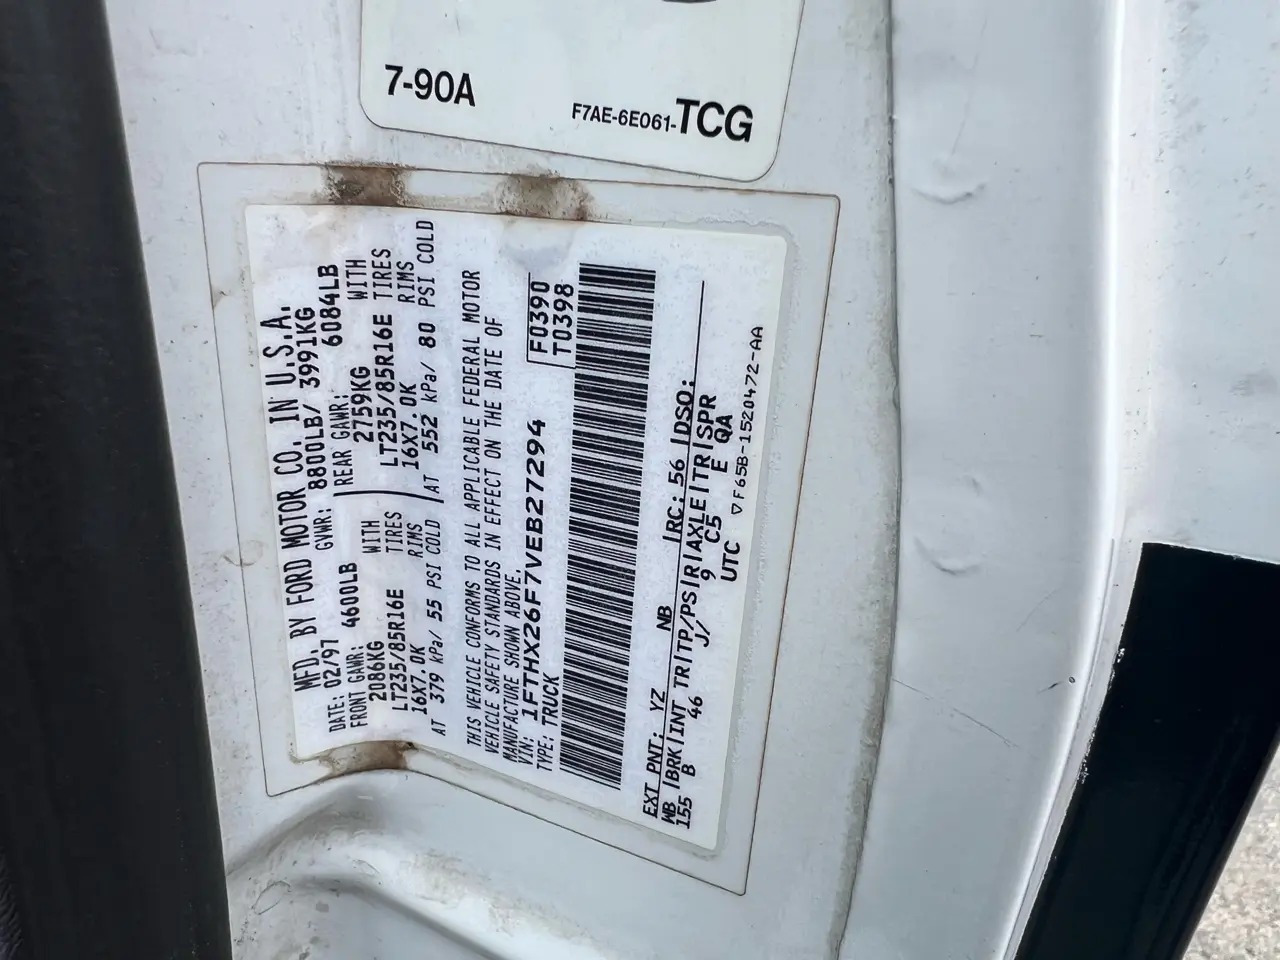 7-90A
F7AE-6E061-TCG
MFD. BY FORD MOTOR CO. IN U.S.A.
DATE: 02/97 GVWR: 8800LB/ 3991KG
FRONT GAWR: 4600LB REAR GAWR: 6084LB
2086KG WITH 2759KG WITH
LT235/85R16E TIRES LT235/85R16E TIRES
16X7.0K RIMS 16X7.0K RIMS
AT 379 kPa/ 55 PSI COLD AT 552 kPa/ 80 PSI COLD
THIS VEHICLE CONFORMS TO ALL APPLICABLE FEDERAL MOTOR
VEHICLE SAFETY STANDARDS IN EFFECT ON THE DATE OF
MANUFACTURE SHOWN ABOVE.
VIN: 1FTHX26F7VEB27294 F0390
TYPE: TRUCK T0398
EXT PNT: YZ NB RC: 56 DSO:
WB BRK INT TR TP/PS R AXLE TR SPR
155 B 46 J/ 9 C5 E QA
UTC ▽F65B-1520472-AA